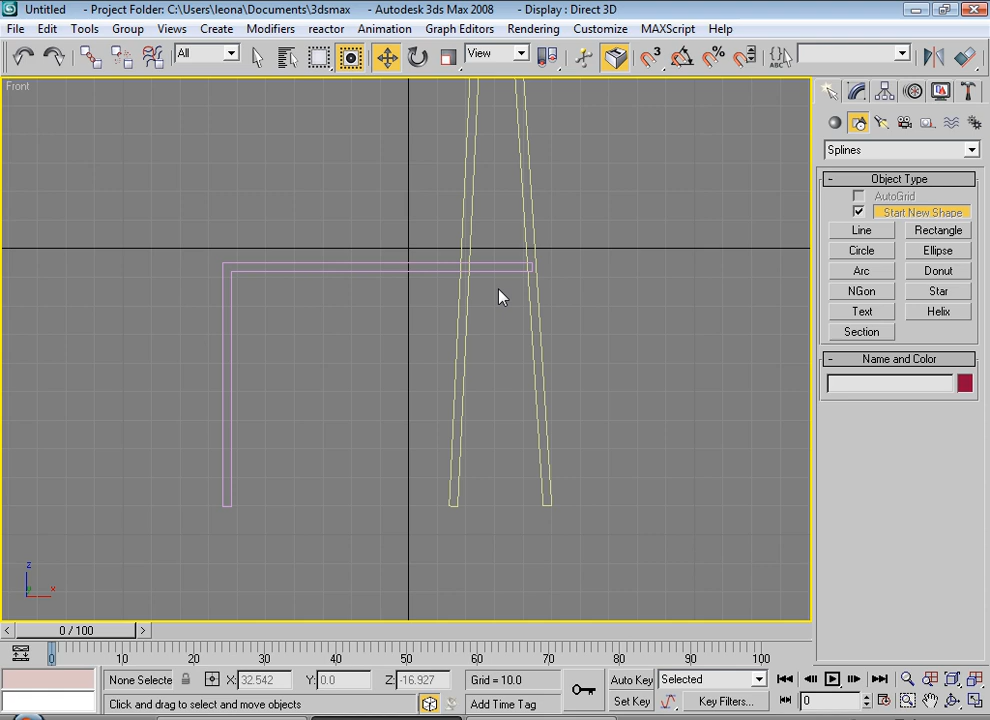 Untitled - Project Folder: C:\Users\leona\Documents\3dsmax - Autodesk 3ds Max 2008 - Display : Direct 3D
File Edit Tools Group Views Create Modifiers reactor Animation Graph Editors Rendering Customize MAXScript Help
All View
Front
Splines
- Object Type
AutoGrid
Start New Shape
Line Rectangle
Circle Ellipse
Arc Donut
NGon Star
Text Helix
Section
- Name and Color
z
x
< 0 / 100 >
0 10 20 30 40 50 60 70 80 90 100
None Selecte X: 32.542 Y: 0.0 Z: -16.927 Grid = 10.0 Auto Key Selected
Click and drag to select and move objects Add Time Tag Set Key Key Filters... 0